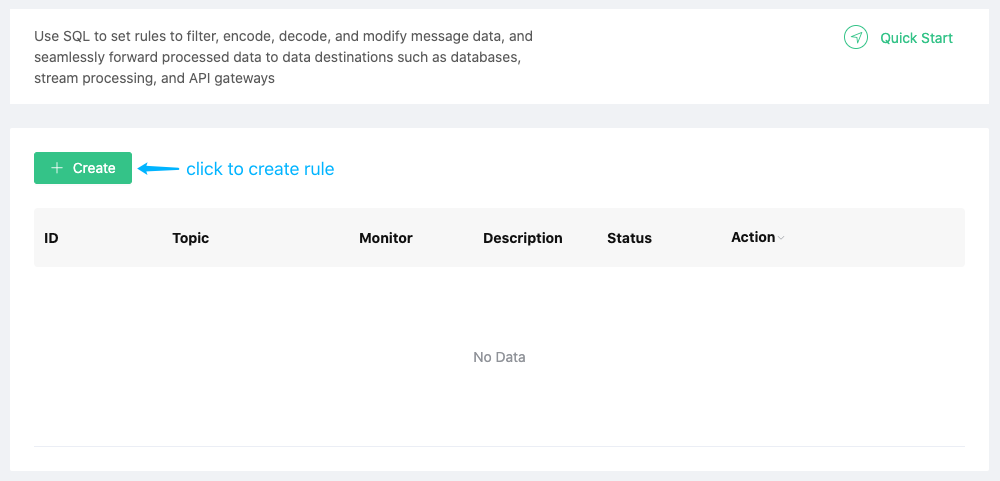 Use SQL to set rules to filter, encode, decode, and modify message data, and
seamlessly forward processed data to data destinations such as databases,
stream processing, and API gateways
Quick Start
+ Create
click to create rule
ID Topic Monitor Description Status Action
No Data